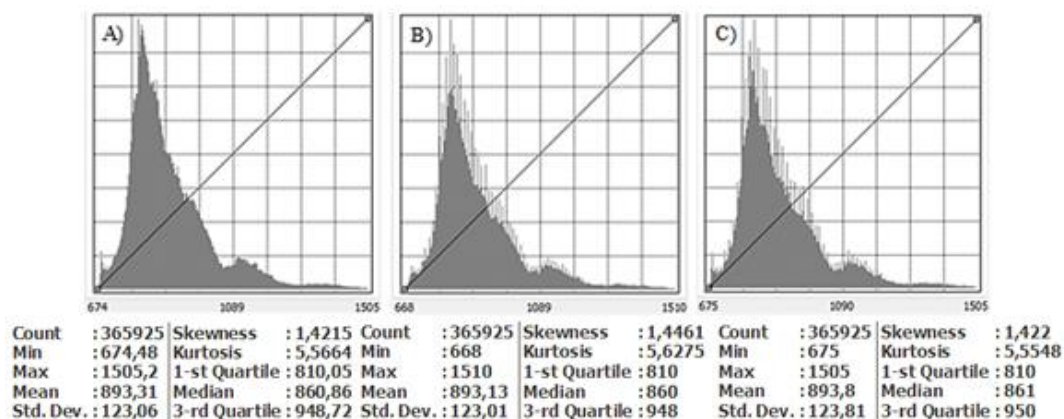 A) B) C)
674 1089 1505 668 1089 1510 675 1090 1505
Count :365925 Skewness :1,4215 Count :365925 Skewness :1,4461 Count :365925 Skewness :1,422
Min :674,48 Kurtosis :5,5664 Min :668 Kurtosis :5,6275 Min :675 Kurtosis :5,5548
Max :1505,2 1-st Quartile :810,05 Max :1510 1-st Quartile :810 Max :1505 1-st Quartile :810
Mean :893,31 Median :860,86 Mean :893,13 Median :860 Mean :893,8 Median :861
Std. Dev. :123,06 3-rd Quartile :948,72 Std. Dev. :123,01 3-rd Quartile :948 Std. Dev. :123,81 3-rd Quartile :950